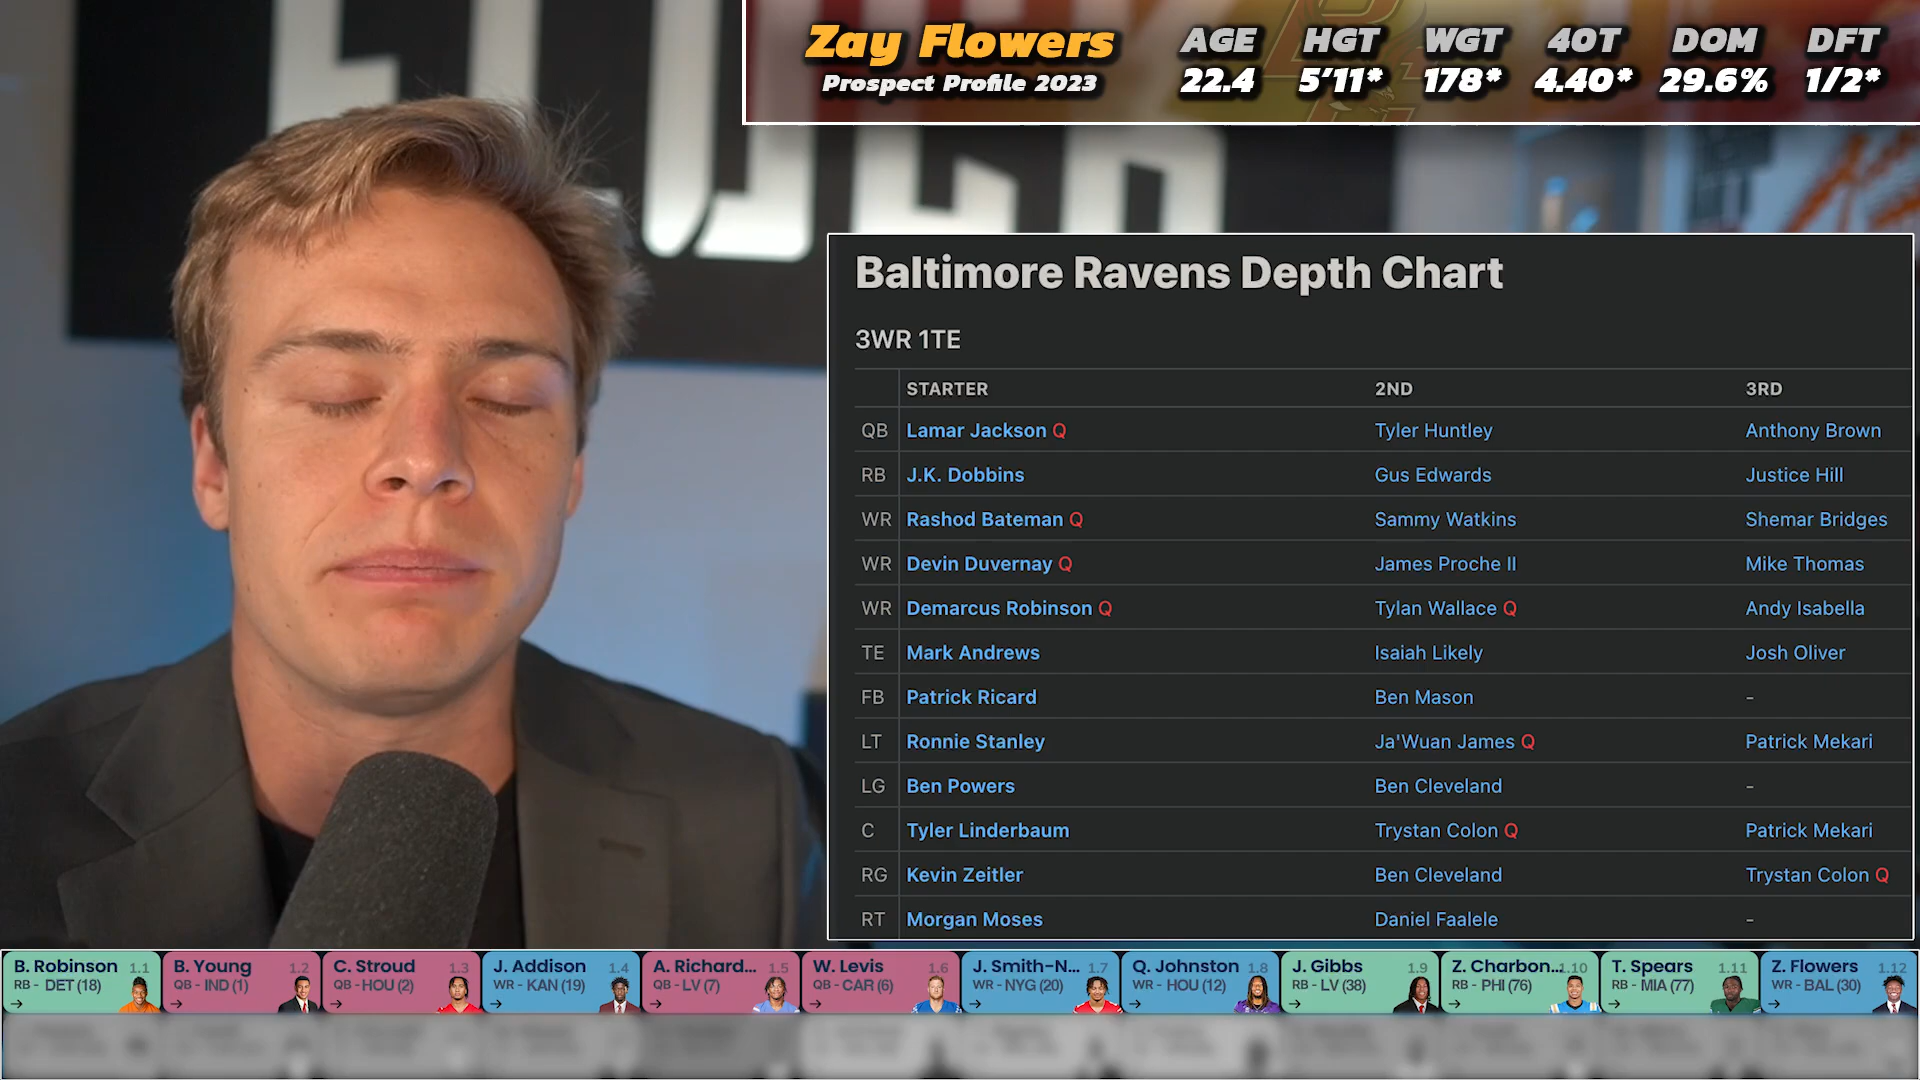 Zay Flowers
Prospect Profile 2023
AGE HGT WGT 40T DOM DFT
22.4 5'11* 178* 4.40* 29.6% 1/2*
Baltimore Ravens Depth Chart
3WR 1TE
STARTER 2ND 3RD
QB Lamar Jackson Q Tyler Huntley Anthony Brown
RB J.K. Dobbins Gus Edwards Justice Hill
WR Rashod Bateman Q Sammy Watkins Shemar Bridges
WR Devin Duvernay Q James Proche II Mike Thomas
WR Demarcus Robinson Q Tylan Wallace Q Andy Isabella
TE Mark Andrews Isaiah Likely Josh Oliver
FB Patrick Ricard Ben Mason -
LT Ronnie Stanley Ja'Wuan James Q Patrick Mekari
LG Ben Powers Ben Cleveland -
C Tyler Linderbaum Trystan Colon Q Patrick Mekari
RG Kevin Zeitler Ben Cleveland Trystan Colon Q
RT Morgan Moses Daniel Faalele -
B. Robinson 1.1
RB - DET (18)
B. Young 1.2
QB - IND (1)
C. Stroud 1.3
QB - HOU (2)
J. Addison 1.4
WR - KAN (19)
A. Richard... 1.5
QB - LV (7)
W. Levis 1.6
QB - CAR (6)
J. Smith-N... 1.7
WR - NYG (20)
Q. Johnston 1.8
WR - HOU (12)
J. Gibbs 1.9
RB - LV (38)
Z. Charbon... 1.10
RB - PHI (76)
T. Spears 1.11
RB - MIA (77)
Z. Flowers 1.12
WR - BAL (30)